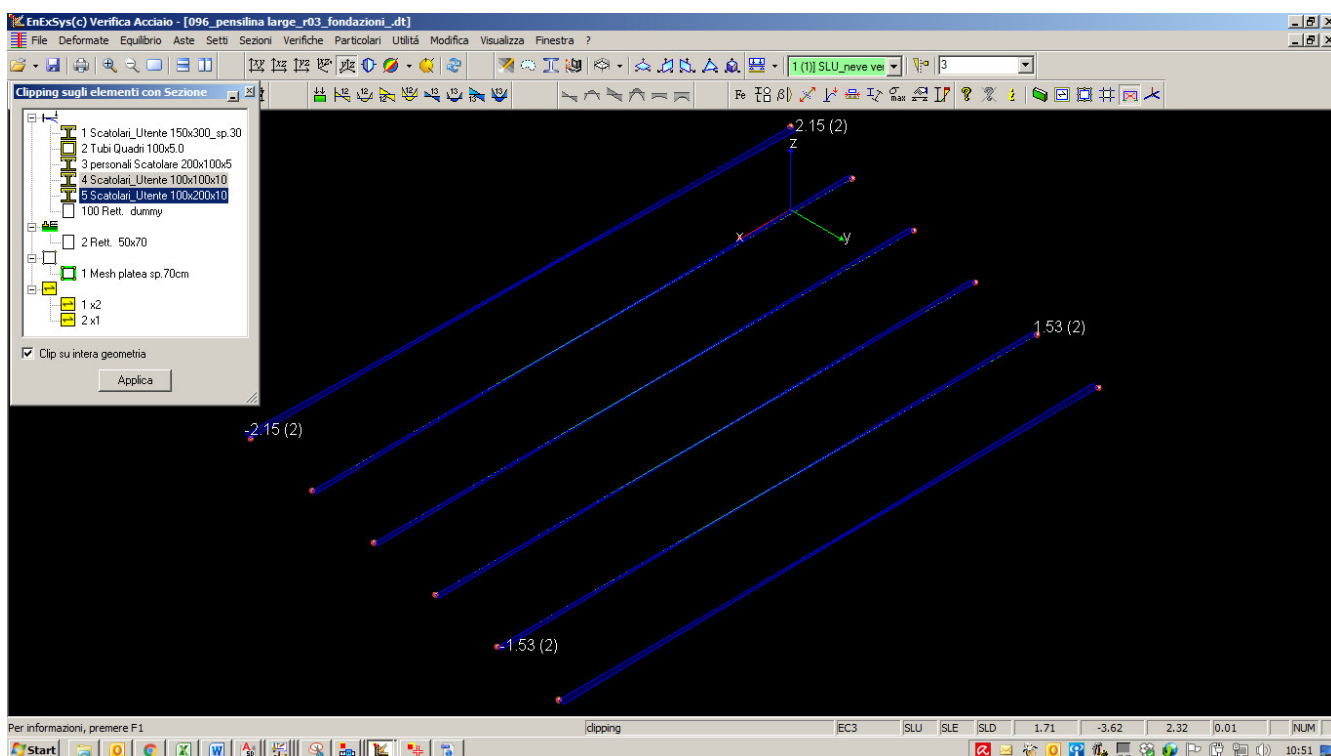 EnExSys(c) Verifica Acciaio - [096_pensilina large_r03_fondazioni_.dt]
File Deformate Equilibrio Aste Setti Sezioni Verifiche Particolari Utilità Modifica Visualizza Finestra ?
1 (1)] SLU_neve ve 3
Clipping sugli elementi con Sezione
1 Scatolari_Utente 150x300_sp.30
2 Tubi Quadri 100x5.0
3 personali Scatolare 200x100x5
4 Scatolari_Utente 100x100x10
5 Scatolari_Utente 100x200x10
100 Rett. dummy
2 Rett. 50x70
1 Mesh platea sp.70cm
1 x2
2 x1
Clip su intera geometria
Applica
Fe
σmax
2.15 (2)
z
x
y
1.53 (2)
-2.15 (2)
-1.53 (2)
Per informazioni, premere F1 clipping EC3 SLU SLE SLD 1.71 -3.62 2.32 0.01 NUM
Start 10:51